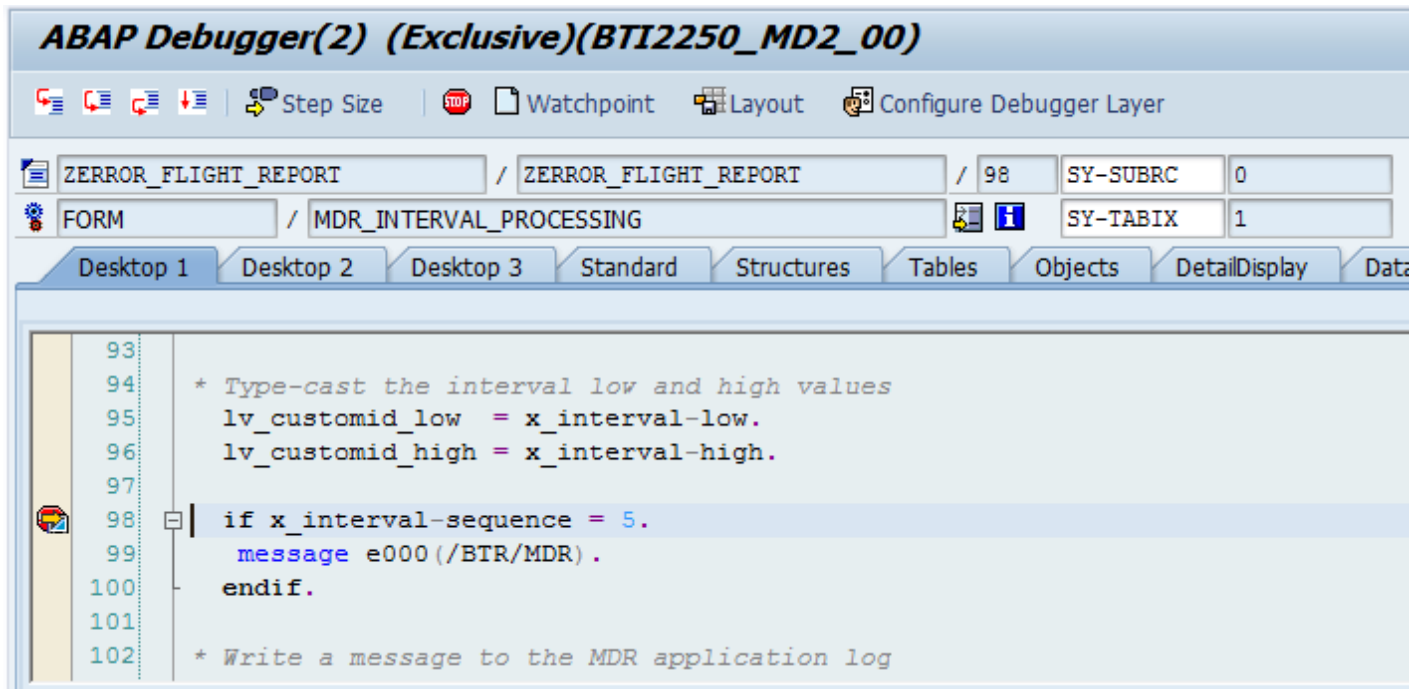 ABAP Debugger(2) (Exclusive)(BTI2250_MD2_00)
Step Size STOP Watchpoint Layout Configure Debugger Layer
ZERROR_FLIGHT_REPORT / ZERROR_FLIGHT_REPORT / 98 SY-SUBRC 0
FORM / MDR_INTERVAL_PROCESSING SY-TABIX 1
Desktop 1 Desktop 2 Desktop 3 Standard Structures Tables Objects DetailDisplay Data
93
94 * Type-cast the interval low and high values
95 lv_customid_low  = x_interval-low.
96 lv_customid_high = x_interval-high.
97
98 if x_interval-sequence = 5.
99 message e000(/BTR/MDR).
100 endif.
101
102 * Write a message to the MDR application log